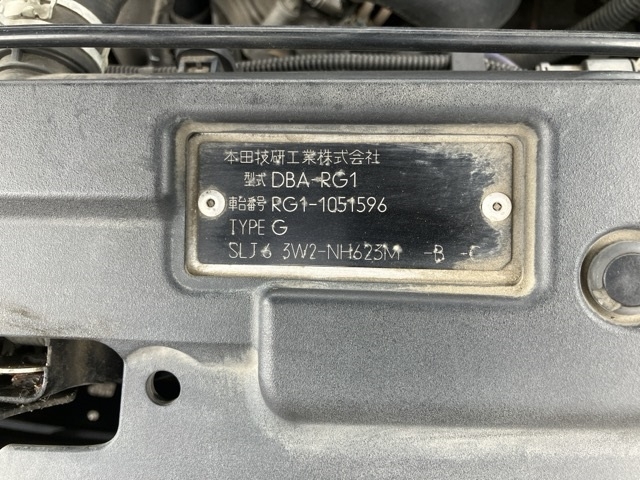 本田技研工業株式会社
型式 DBA-RG1
車台番号 RG1-1051596
TYPE G
SLJ6 3W2-NH623M -B -C